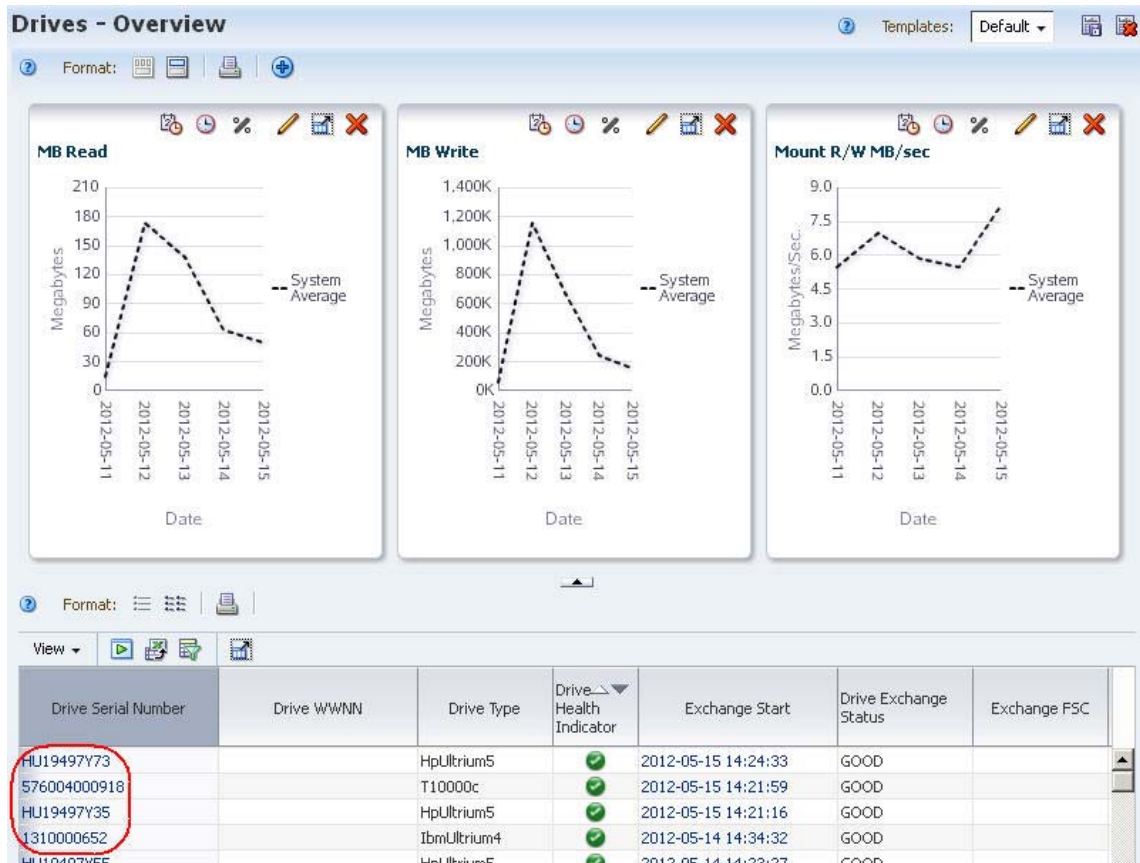 Drives - Overview
Templates: Default
Format:
MB Read
210
180
150
120
90
60
30
0
Megabytes
System
Average
2012-05-11
2012-05-12
2012-05-13
2012-05-14
2012-05-15
Date
MB Write
1,400K
1,200K
1,000K
800K
600K
400K
200K
0K
Megabytes
System
Average
2012-05-11
2012-05-12
2012-05-13
2012-05-14
2012-05-15
Date
Mount R/W MB/sec
9.0
7.5
6.0
4.5
3.0
1.5
0.0
Megabytes/Sec.
System
Average
2012-05-11
2012-05-12
2012-05-13
2012-05-14
2012-05-15
Date
Format:
View
Drive Serial Number Drive WWNN Drive Type Drive Health Indicator Exchange Start Drive Exchange Status Exchange FSC
HU19497Y73 HpUltrium5 2012-05-15 14:24:33 GOOD
576004000918 T10000c 2012-05-15 14:21:59 GOOD
HU19497Y35 HpUltrium5 2012-05-15 14:21:16 GOOD
1310000652 IbmUltrium4 2012-05-14 14:34:32 GOOD
HpUltrium5 GOOD